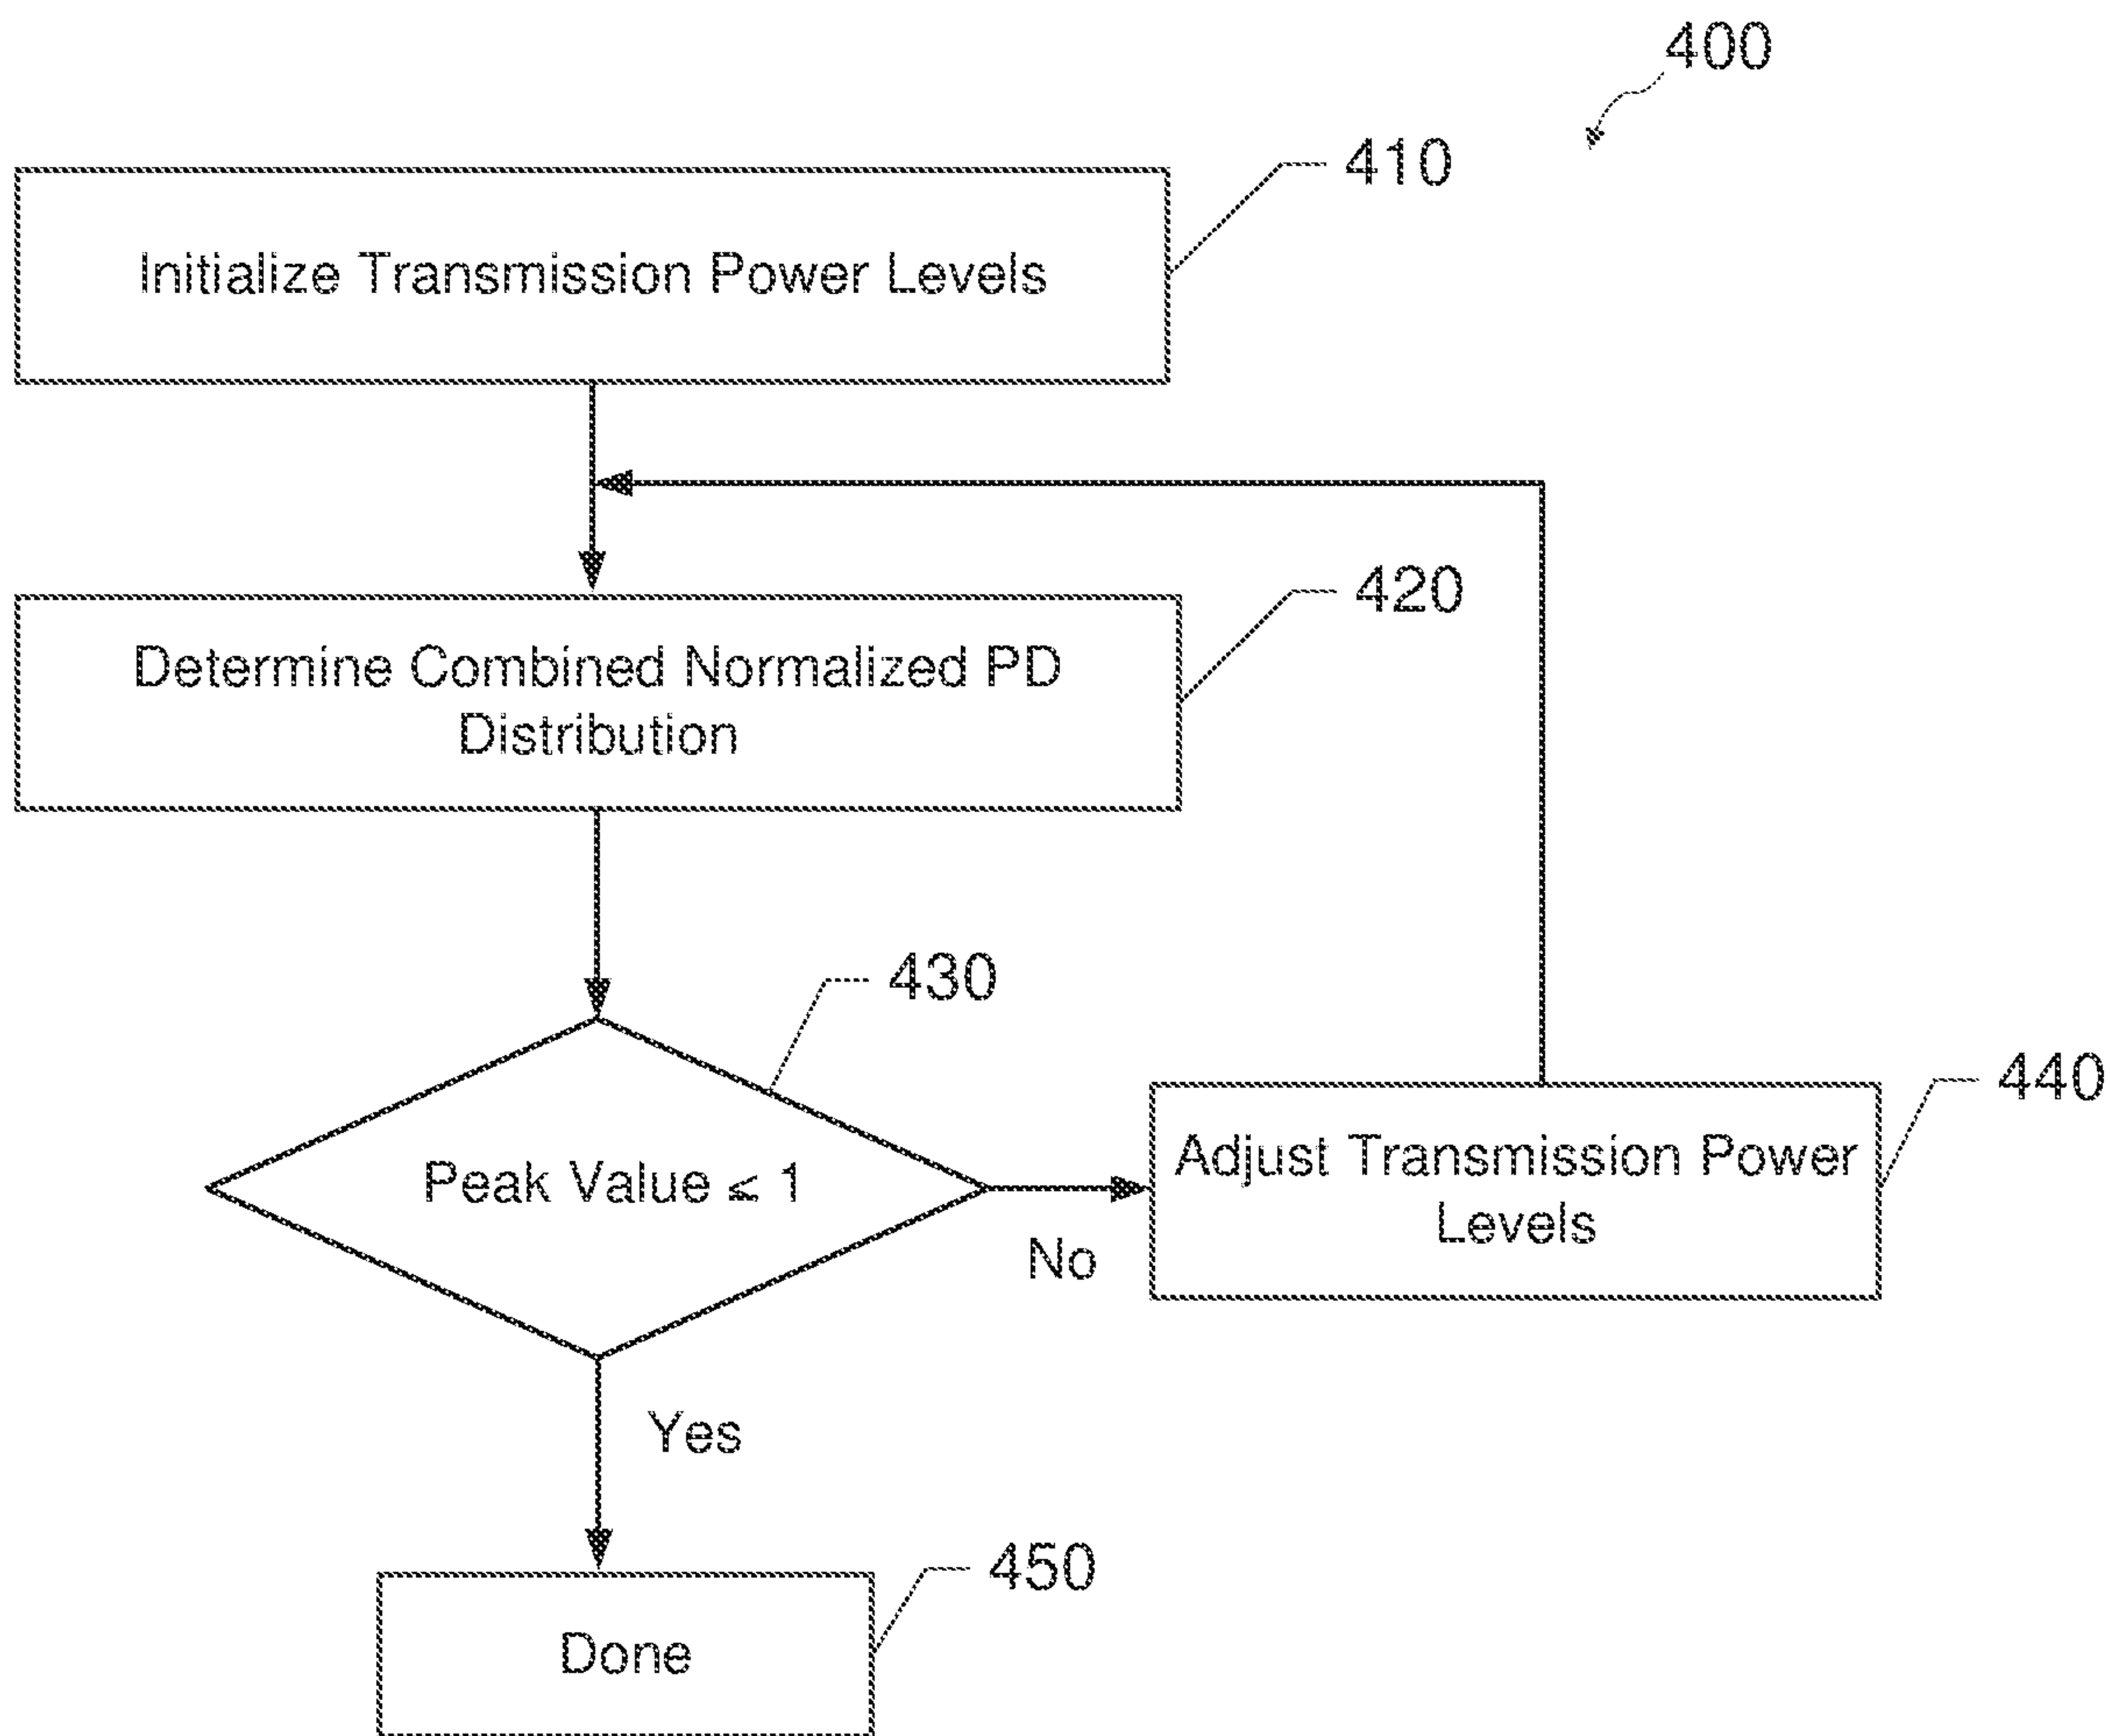 400
410
Initialize Transmission Power Levels
420
Determine Combined Normalized PD
Distribution
430
440
Adjust Transmission Power
Levels
Peak Value ≤ 1
No
Yes
450
Done